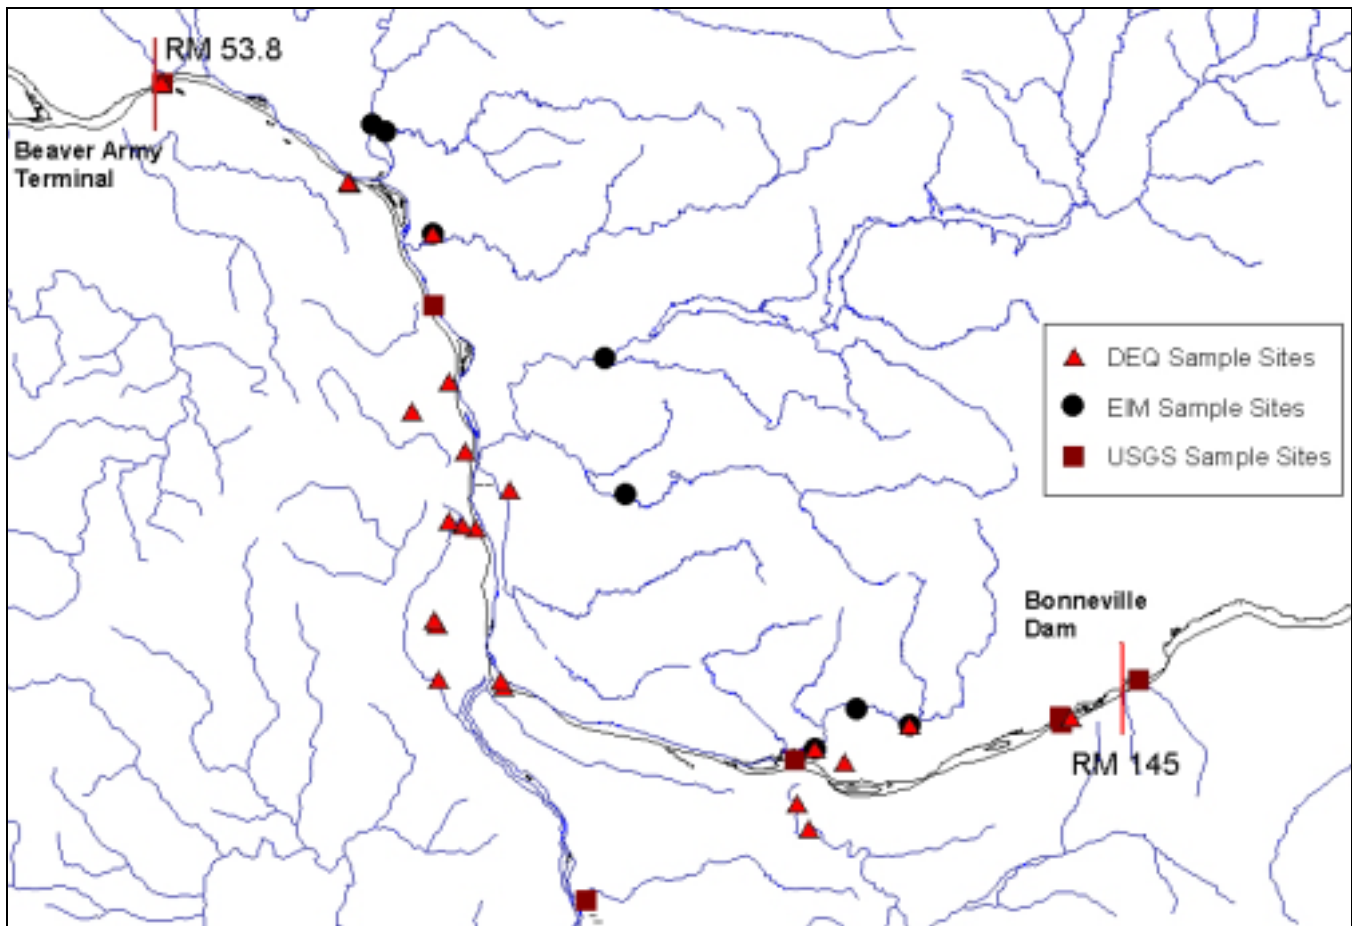 RM 53.8
Beaver Army
Terminal
DEQ Sample Sites
EIM Sample Sites
USGS Sample Sites
Bonneville
Dam
RM 145